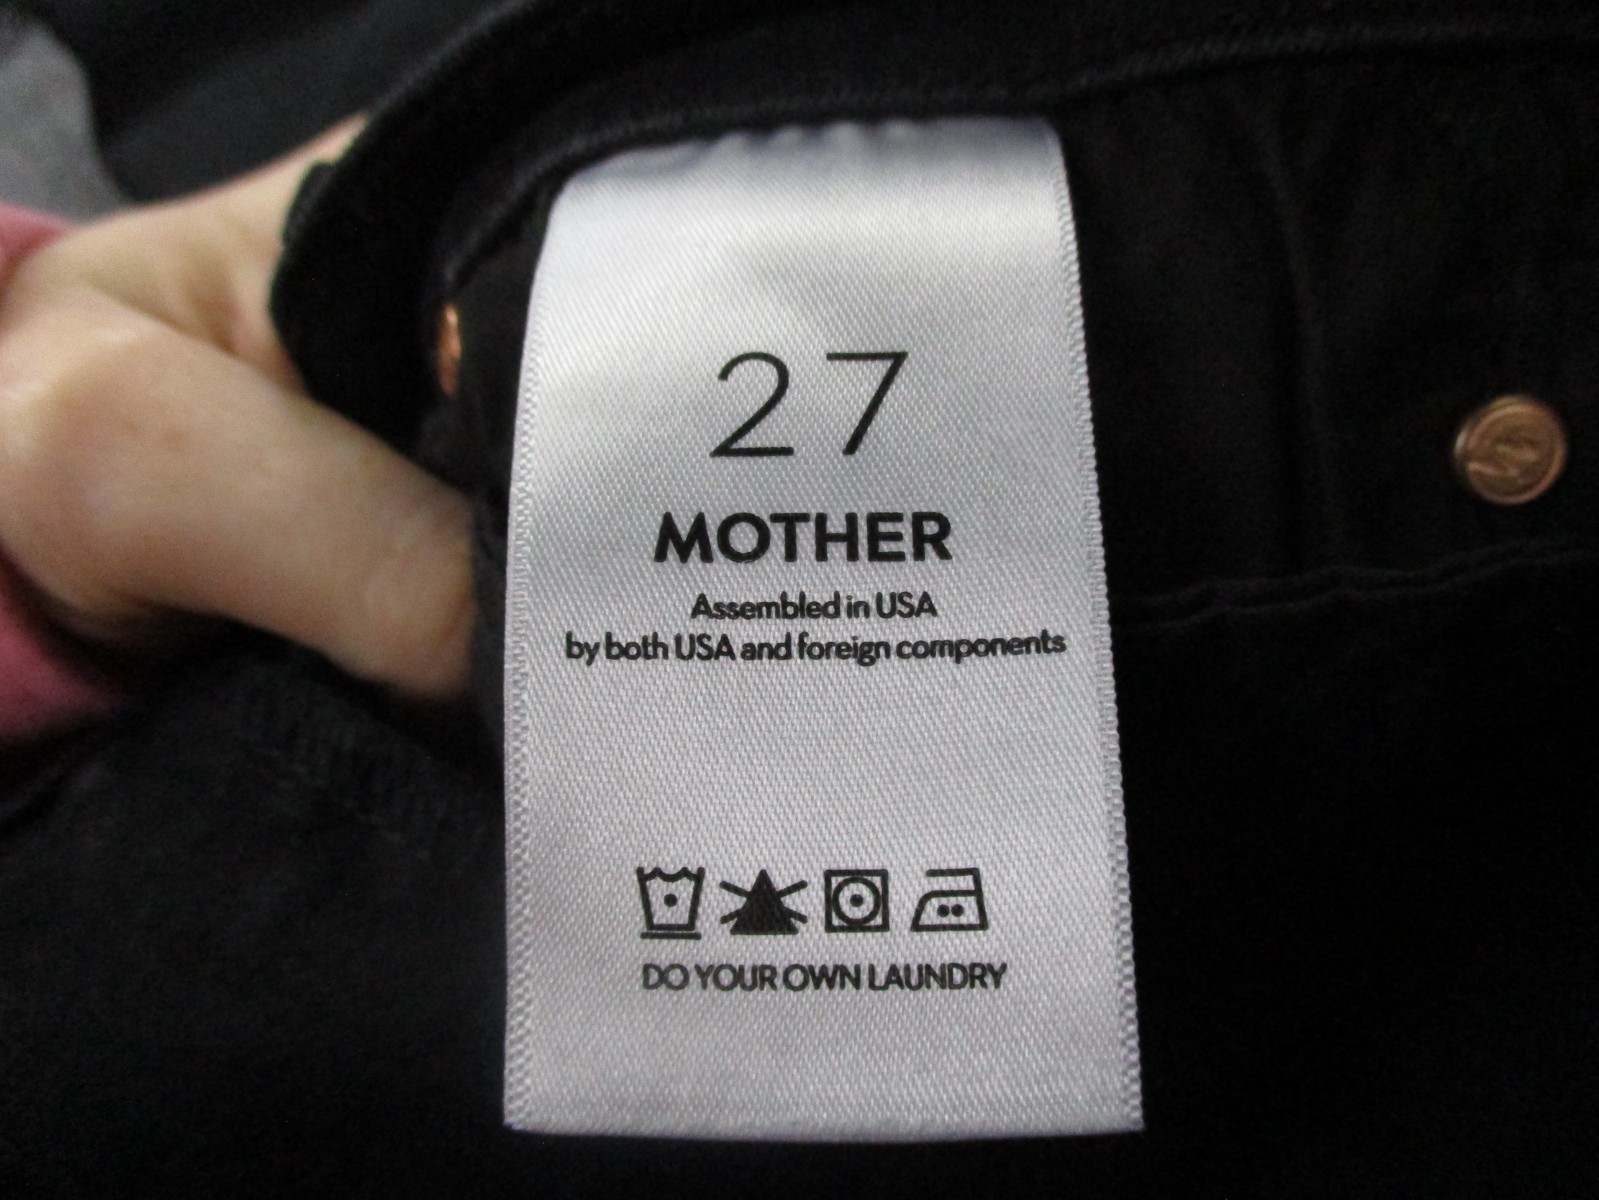 27
MOTHER
Assembled in USA
by both USA and foreign components
DO YOUR OWN LAUNDRY